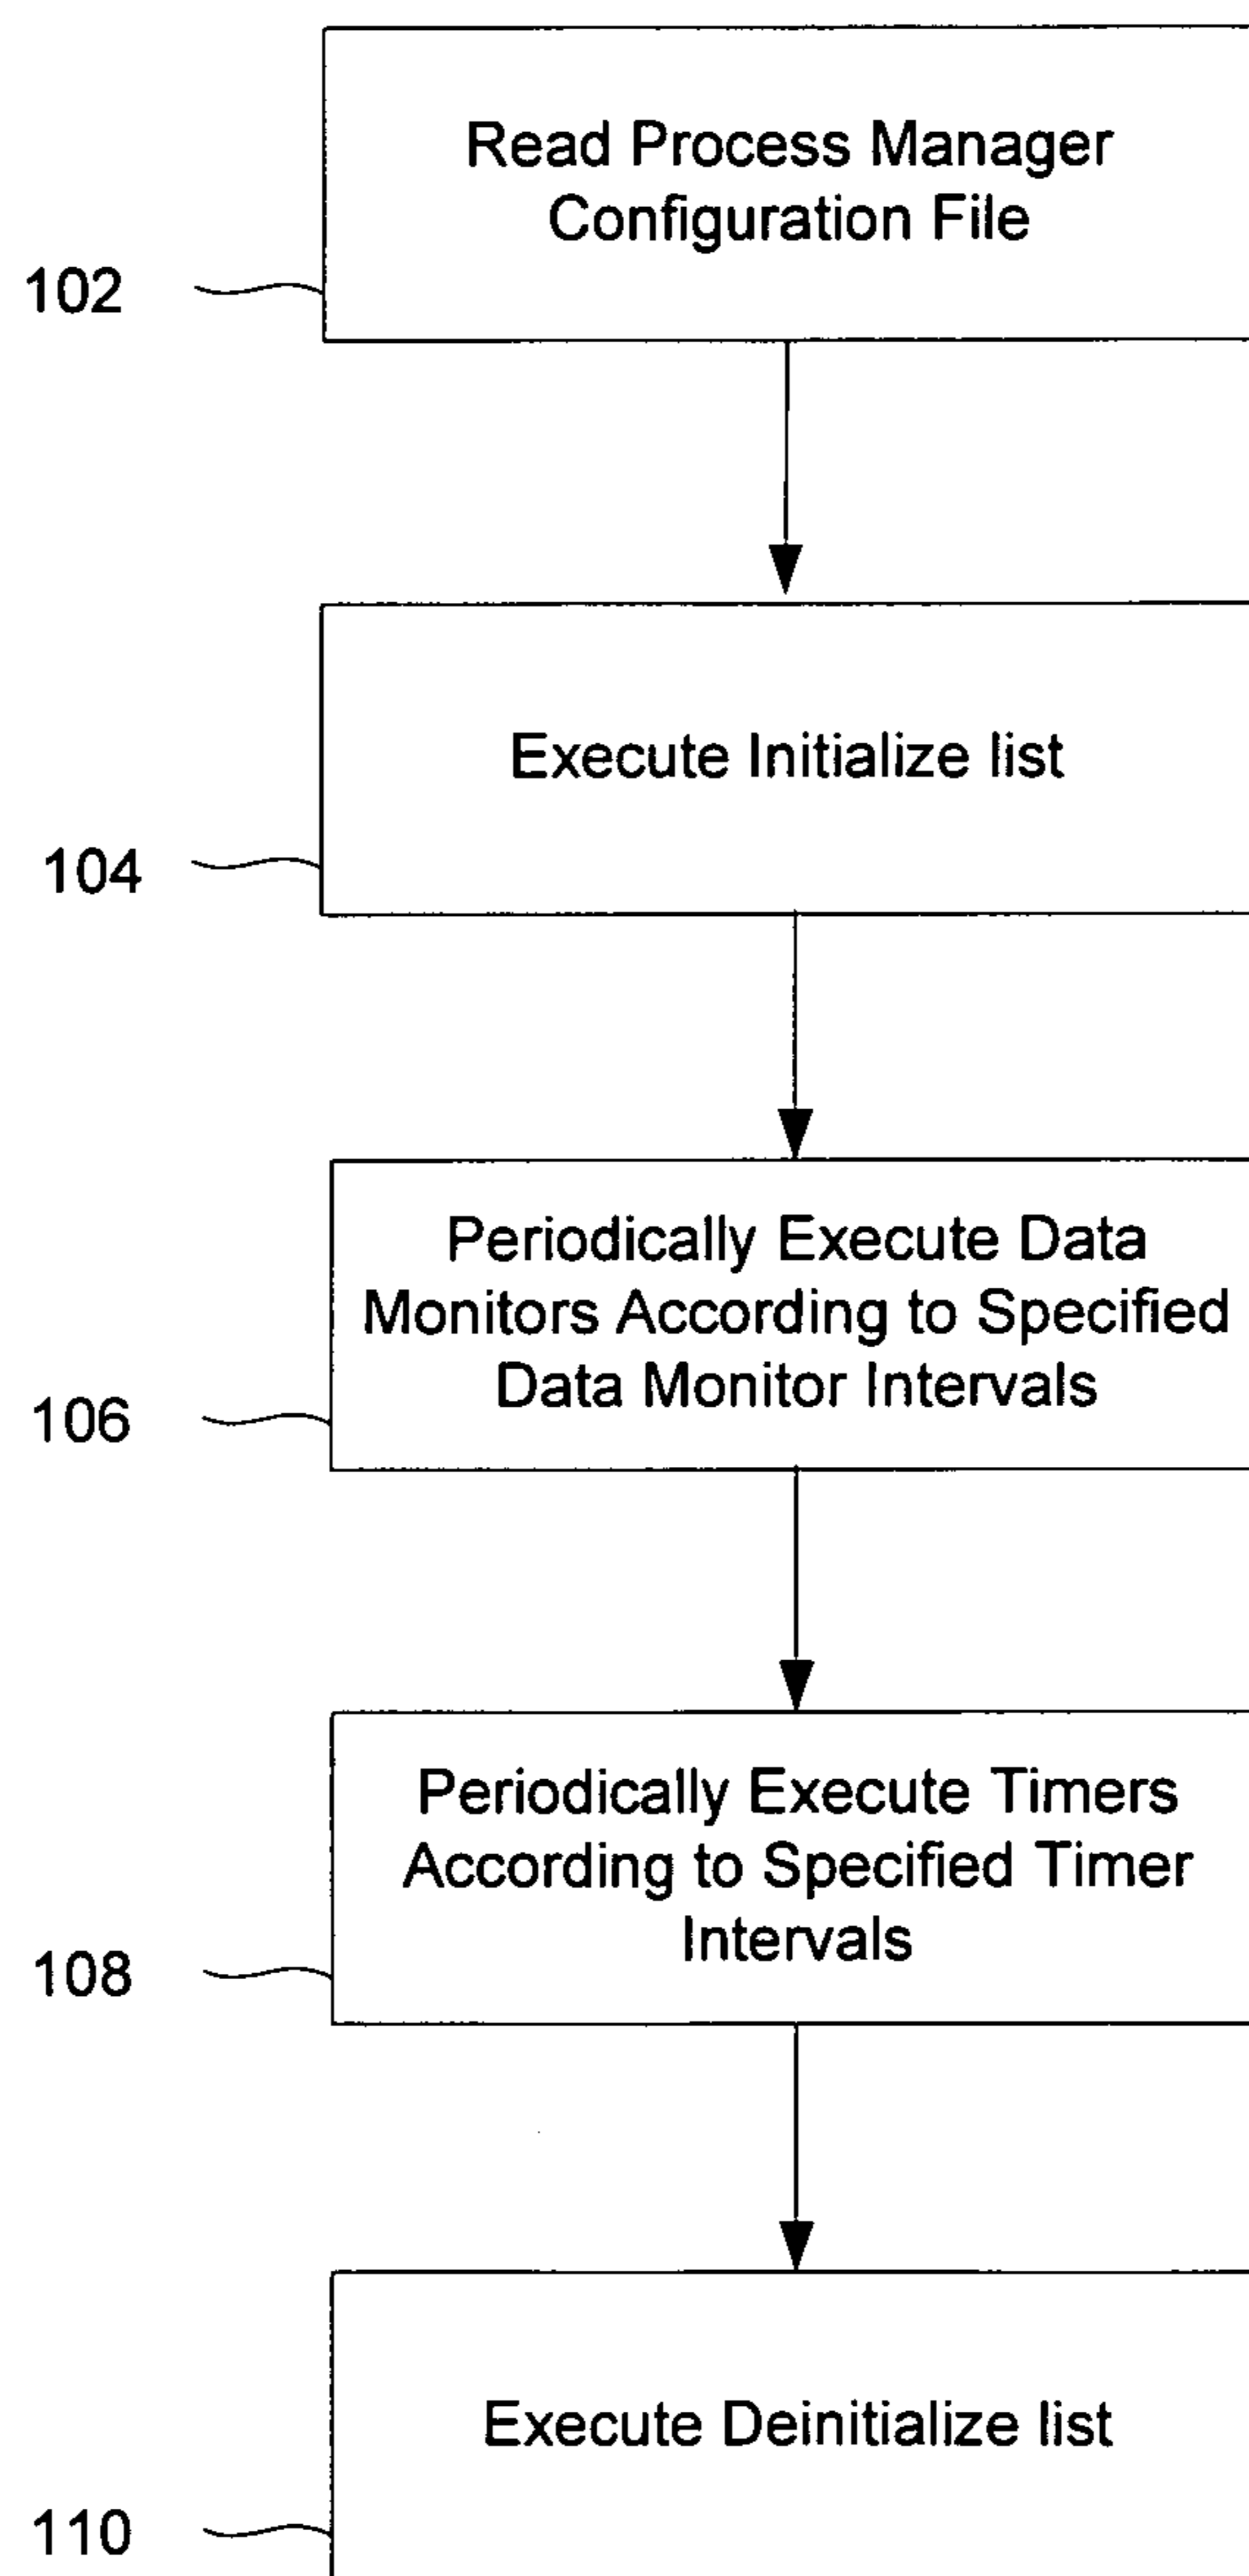 Read Process Manager
Configuration File
102
Execute Initialize list
104
Periodically Execute Data
Monitors According to Specified
Data Monitor Intervals
106
Periodically Execute Timers
According to Specified Timer
Intervals
108
Execute Deinitialize list
110